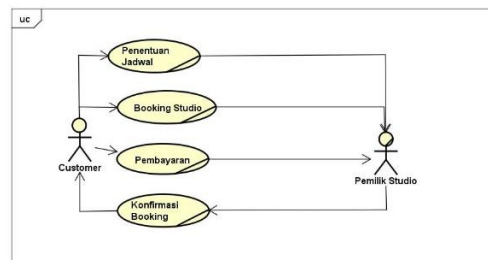 uc
Penentuan
Jadwal
Booking Studio
Pembayaran
Customer
Pemilik Studio
Konfirmasi
Booking